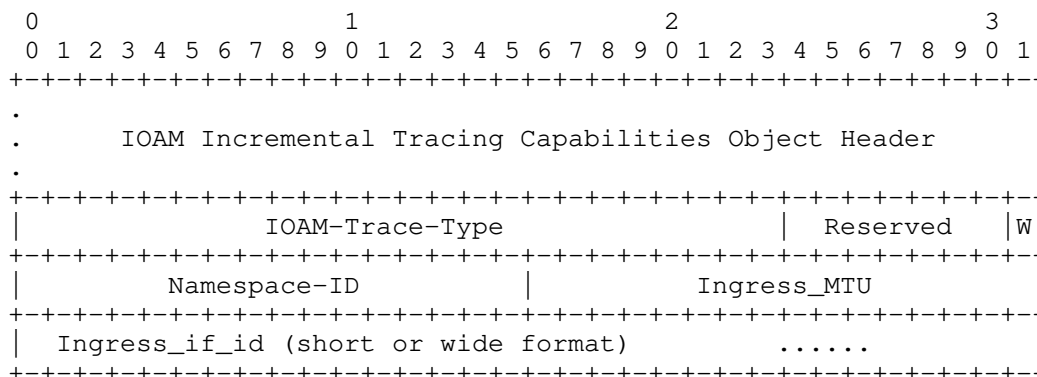 0                   1                   2                   3
 0 1 2 3 4 5 6 7 8 9 0 1 2 3 4 5 6 7 8 9 0 1 2 3 4 5 6 7 8 9 0 1
+-+-+-+-+-+-+-+-+-+-+-+-+-+-+-+-+-+-+-+-+-+-+-+-+-+-+-+-+-+-+-+-
.
.      IOAM Incremental Tracing Capabilities Object Header
.
+-+-+-+-+-+-+-+-+-+-+-+-+-+-+-+-+-+-+-+-+-+-+-+-+-+-+-+-+-+-+-+-
|               IOAM-Trace-Type                 |  Reserved   |W
+-+-+-+-+-+-+-+-+-+-+-+-+-+-+-+-+-+-+-+-+-+-+-+-+-+-+-+-+-+-+-+-
|         Namespace-ID          |          Ingress_MTU
+-+-+-+-+-+-+-+-+-+-+-+-+-+-+-+-+-+-+-+-+-+-+-+-+-+-+-+-+-+-+-+-
|  Ingress_if_id (short or wide format)         ......
+-+-+-+-+-+-+-+-+-+-+-+-+-+-+-+-+-+-+-+-+-+-+-+-+-+-+-+-+-+-+-+-